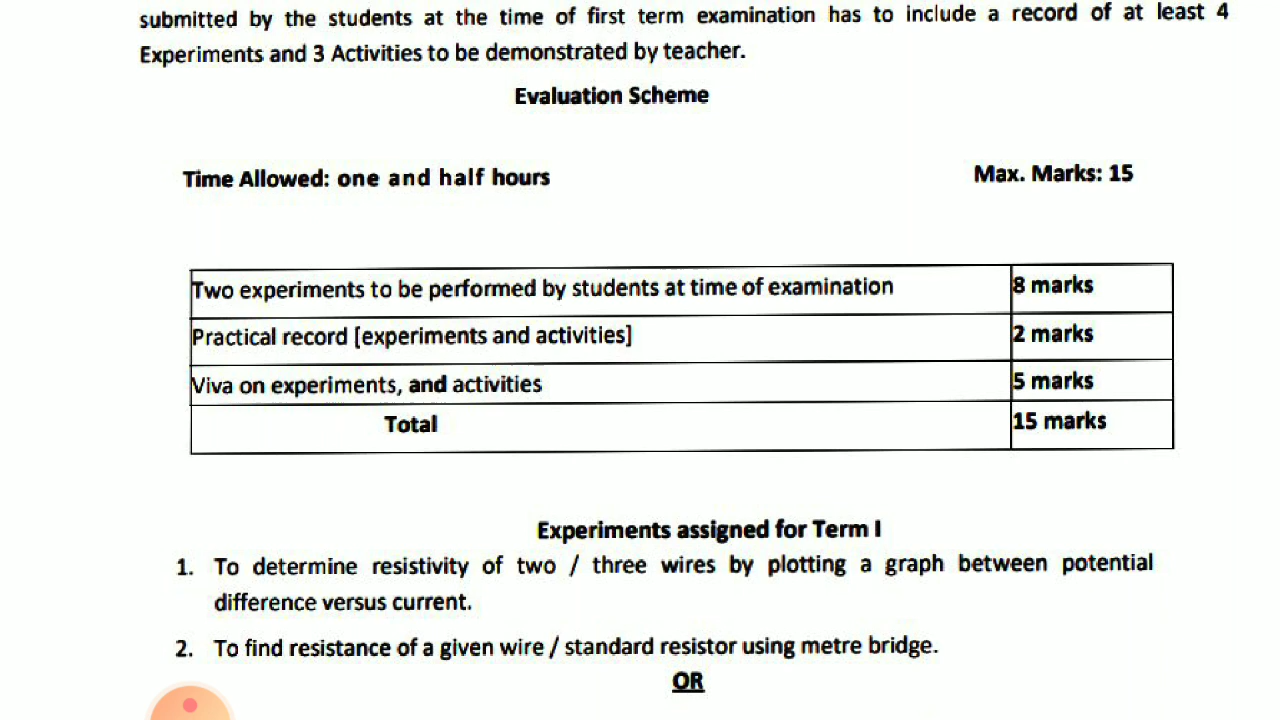 submitted by the students at the time of first term examination has to include a record of at least 4
Experiments and 3 Activities to be demonstrated by teacher.
Evaluation Scheme
Time Allowed: one and half hours Max. Marks: 15
Two experiments to be performed by students at time of examination 8 marks
Practical record [experiments and activities] 2 marks
Viva on experiments, and activities 5 marks
Total 15 marks
Experiments assigned for Term I
1. To determine resistivity of two / three wires by plotting a graph between potential
difference versus current.
2. To find resistance of a given wire / standard resistor using metre bridge.
OR